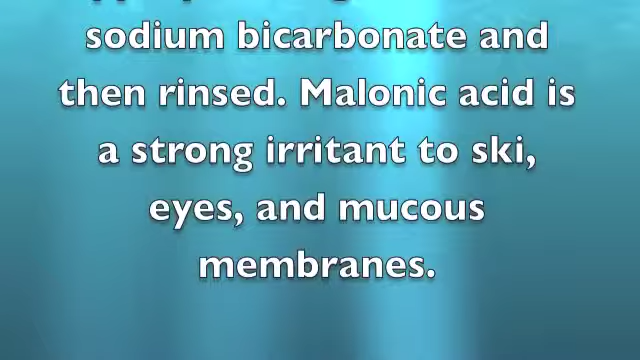 sodium bicarbonate and
then rinsed. Malonic acid is
a strong irritant to ski,
eyes, and mucous
membranes.